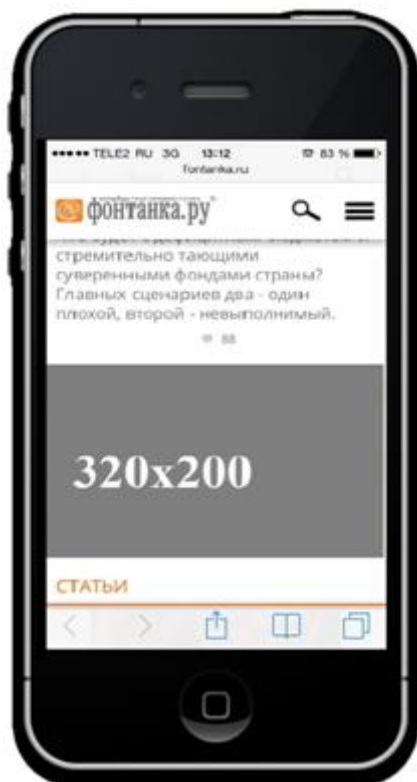 TELE2 RU 3G 13:12 83 %
fontanka.ru
фонтанка.ру
стремительно тающими
суверенными фондами страны?
Главных сценариев два - один
плохой, второй - невыполнимый.
88
320x200
СТАТЬИ